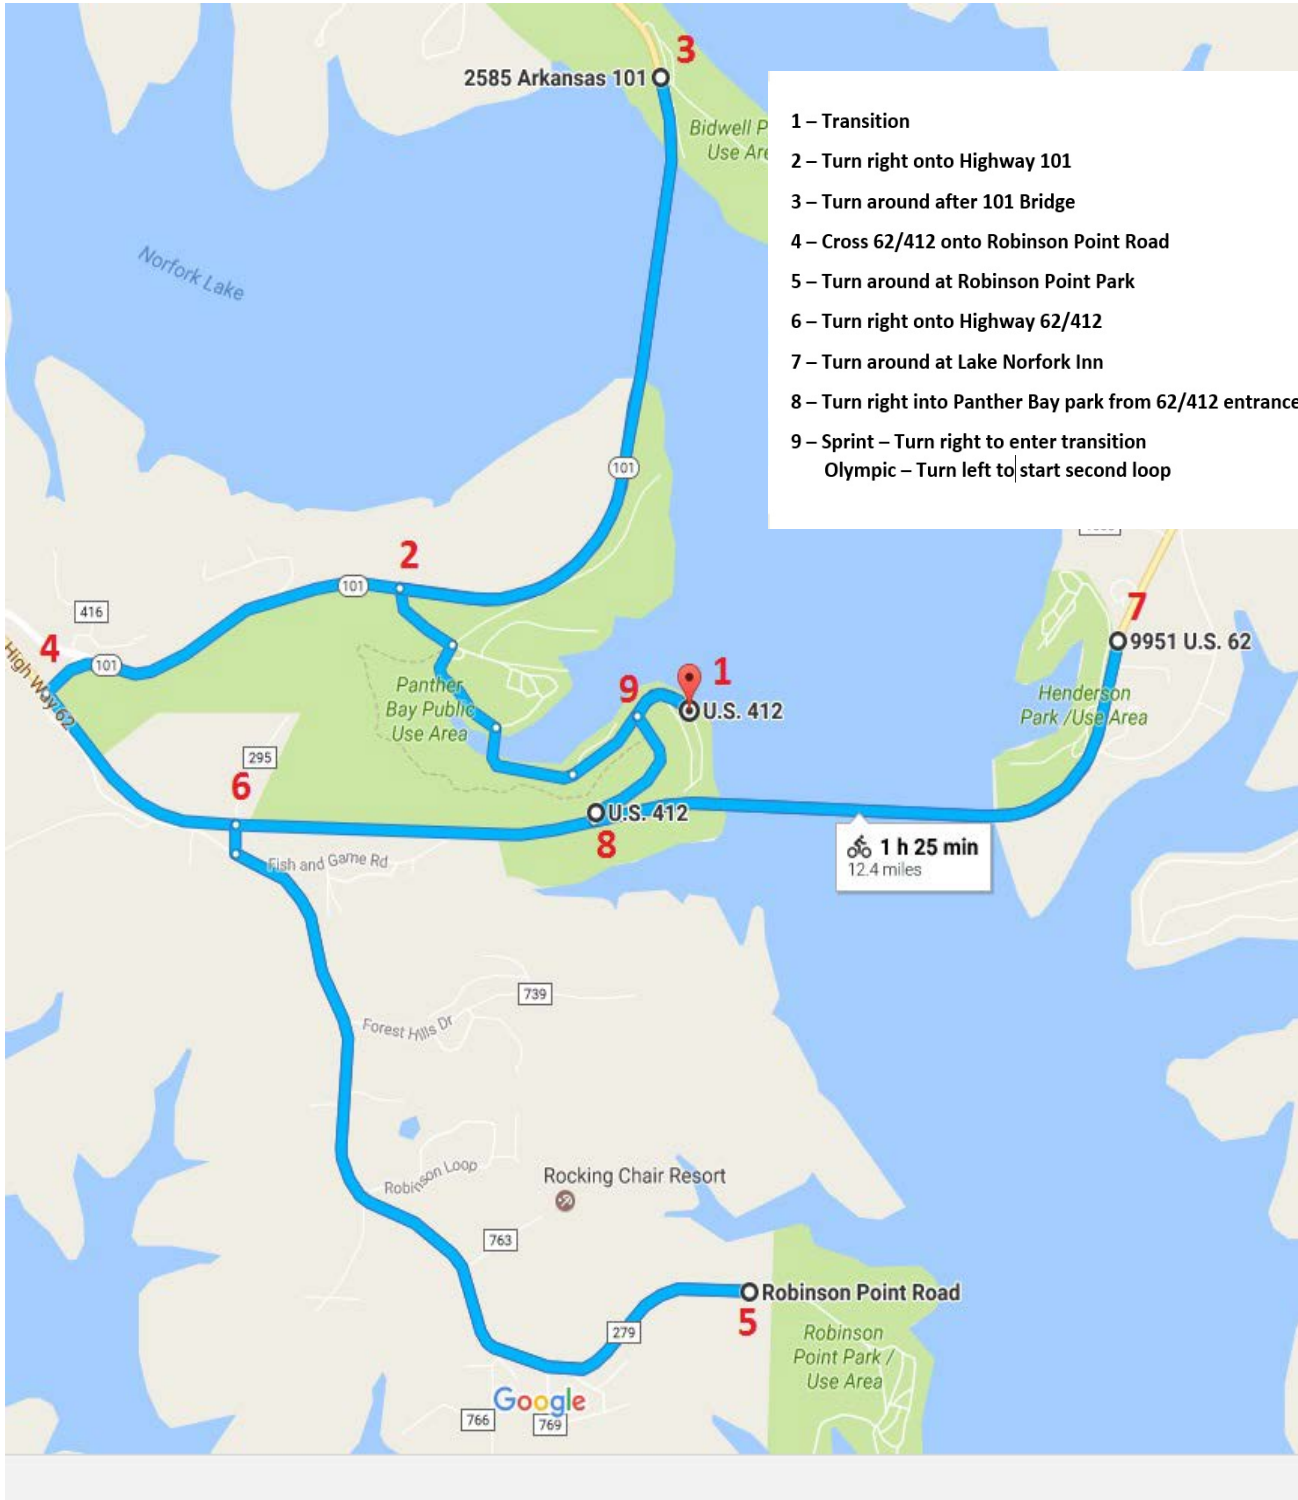 3
2585 Arkansas 101
1 – Transition
2 – Turn right onto Highway 101
3 – Turn around after 101 Bridge
4 – Cross 62/412 onto Robinson Point Road
5 – Turn around at Robinson Point Park
6 – Turn right onto Highway 62/412
7 – Turn around at Lake Norfork Inn
8 – Turn right into Panther Bay park from 62/412 entrance
9 – Sprint – Turn right to enter transition
Olympic – Turn left to start second loop
Bidwell P
Use Are
Norfork Lake
101
2
101
416
4
101
High Way 62
7
9951 U.S. 62
Henderson
Park /Use Area
Panther
Bay Public
Use Area
9
1
U.S. 412
295
6
U.S. 412
8
1 h 25 min
12.4 miles
Fish and Game Rd
739
Forest Hills Dr
Robinson Loop
Rocking Chair Resort
763
Robinson Point Road
5
279
Robinson
Point Park /
Use Area
Google
766
769